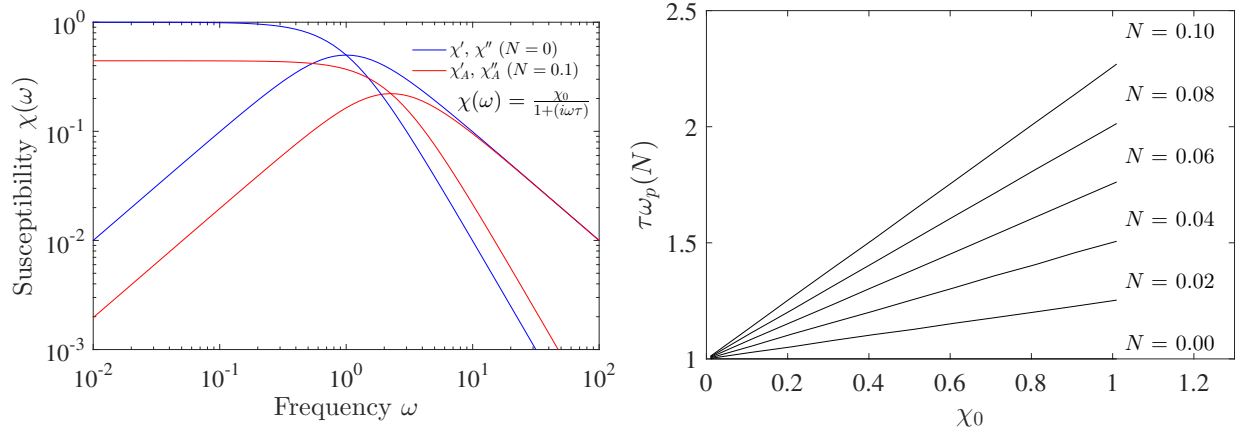 10^0
10^-1
10^-2
10^-3
10^-2
10^-1
10^0
10^1
10^2
Susceptibility χ(ω)
Frequency ω
χ′, χ″ (N = 0)
χ′_A, χ″_A (N = 0.1)
χ(ω) = χ_0/1+(iωτ)
2.5
2
1.5
1
0
0.2
0.4
0.6
0.8
1
1.2
τω_p(N)
χ_0
N = 0.10
N = 0.08
N = 0.06
N = 0.04
N = 0.02
N = 0.00